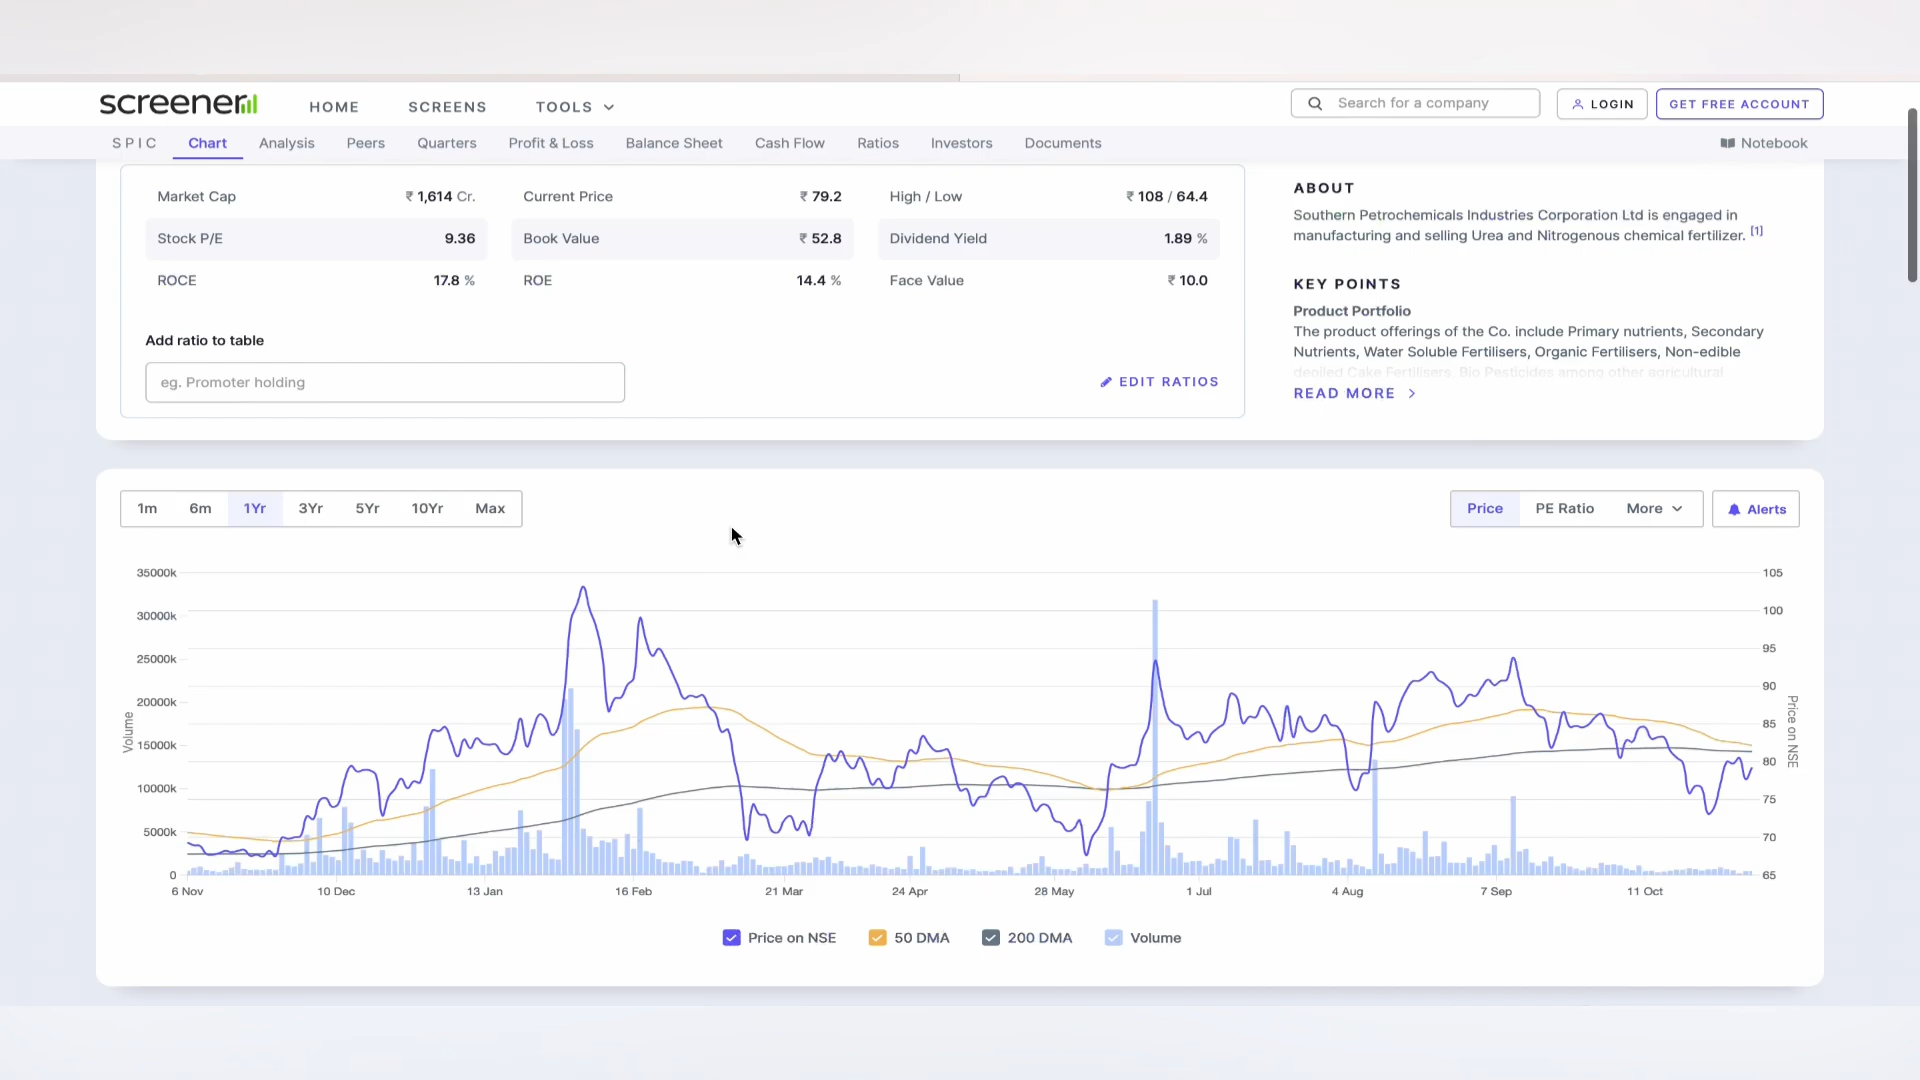 screener
HOME SCREENS TOOLS
Search for a company
LOGIN
GET FREE ACCOUNT
S P I C Chart Analysis Peers Quarters Profit & Loss Balance Sheet Cash Flow Ratios Investors Documents Notebook
Market Cap ₹ 1,614 Cr. Current Price ₹ 79.2 High / Low ₹ 108 / 64.4
Stock P/E 9.36 Book Value ₹ 52.8 Dividend Yield 1.89 %
ROCE 17.8 % ROE 14.4 % Face Value ₹ 10.0
Add ratio to table
eg. Promoter holding
EDIT RATIOS
ABOUT
Southern Petrochemicals Industries Corporation Ltd is engaged in
manufacturing and selling Urea and Nitrogenous chemical fertilizer. [1]
KEY POINTS
Product Portfolio
The product offerings of the Co. include Primary nutrients, Secondary
Nutrients, Water Soluble Fertilisers, Organic Fertilisers, Non-edible
deoiled Cake Fertilisers, Bio Pesticides among other agricultural
READ MORE
1m 6m 1Yr 3Yr 5Yr 10Yr Max
Price PE Ratio More
Alerts
35000k
30000k
25000k
20000k
15000k
10000k
5000k
0
Volume
105
100
95
90
85
80
75
70
65
Price on NSE
6 Nov 10 Dec 13 Jan 16 Feb 21 Mar 24 Apr 28 May 1 Jul 4 Aug 7 Sep 11 Oct
Price on NSE 50 DMA 200 DMA Volume